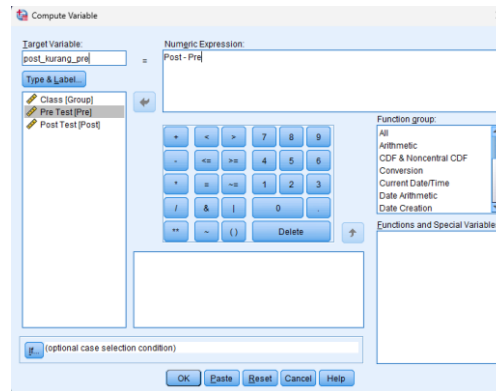 Compute Variable
Target Variable:
post_kurang_pre
=
Numeric Expression:
Post - Pre
Type & Label...
Class [Group]
Pre Test [Pre]
Post Test [Post]
+ < > 7 8 9
- <= >= 4 5 6
* = ~= 1 2 3
/ & | 0 .
** ~ ( ) Delete
Function group:
All
Arithmetic
CDF & Noncentral CDF
Conversion
Current Date/Time
Date Arithmetic
Date Creation
Functions and Special Variable
If... (optional case selection condition)
OK Paste Reset Cancel Help